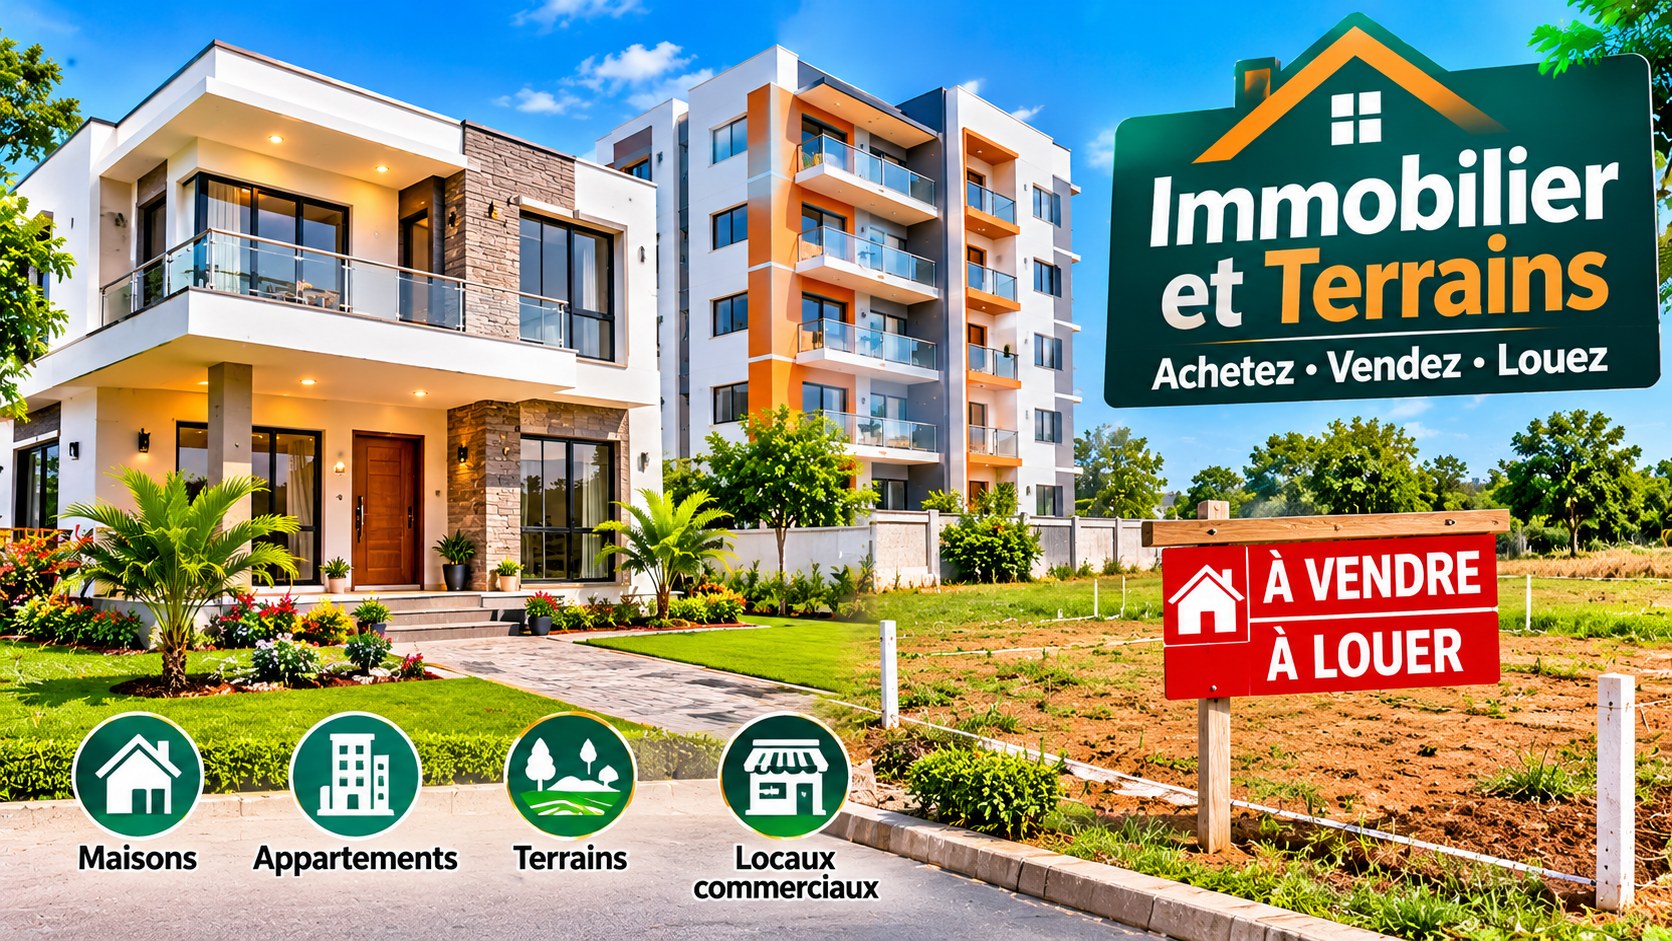 Immobilier
et Terrains
Achetez • Vendez • Louez
À VENDRE
À LOUER
Maisons
Appartements
Terrains
Locaux
commerciaux